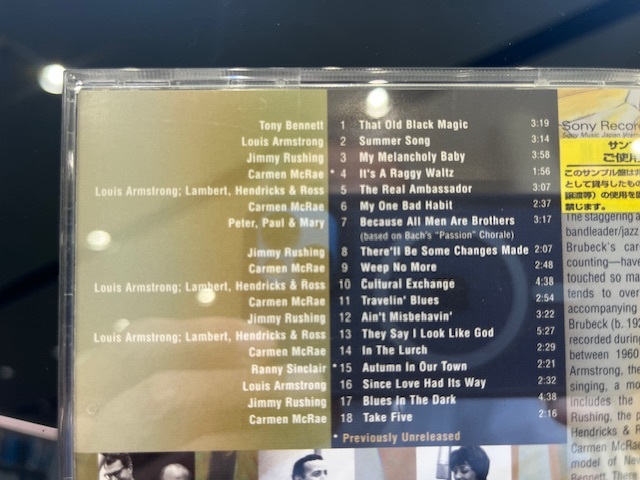 Tony Bennett 1 That Old Black Magic 3:19
Louis Armstrong 2 Summer Song 3:14
Jimmy Rushing 3 My Melancholy Baby 3:58
Carmen McRae * 4 It's A Raggy Waltz 1:56
Louis Armstrong; Lambert, Hendricks & Ross 5 The Real Ambassador 3:07
Carmen McRae 6 My One Bad Habit 2:37
Peter, Paul & Mary 7 Because All Men Are Brothers 3:17
(based on Bach's "Passion" Chorale)
Jimmy Rushing 8 There'll Be Some Changes Made 2:07
Carmen McRae 9 Weep No More 2:48
Louis Armstrong; Lambert, Hendricks & Ross 10 Cultural Exchange 4:38
Carmen McRae 11 Travelin' Blues 2:54
Jimmy Rushing 12 Ain't Misbehavin' 3:22
Louis Armstrong; Lambert, Hendricks & Ross 13 They Say I Look Like God 5:27
Carmen McRae 14 In The Lurch 2:29
Ranny Sinclair * 15 Autumn In Our Town 2:21
Louis Armstrong 16 Since Love Had Its Way 2:32
Jimmy Rushing 17 Blues In The Dark 4:38
Carmen McRae 18 Take Five 2:16
* Previously Unreleased
Sony Recor
Sony Music Japan
サン
ご使用
このサンプル盤は非
として貸与したもの
譲渡等)の使用を
禁じます。
The staggering a
bandleader/jazz
Brubeck's care
counting—have
touched so ma
tends to over
accompanying
Brubeck (b. 192
recorded during
between 1960
Armstrong, the
singing, a mo
includes the
Rushing, the p
Hendricks & R
Carmen McRae
model of New
Bennett. There